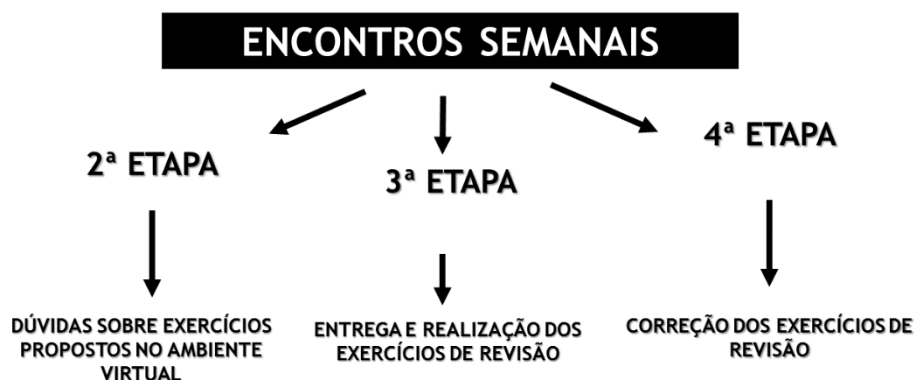 ENCONTROS SEMANAIS
2ª ETAPA
3ª ETAPA
4ª ETAPA
DÚVIDAS SOBRE EXERCÍCIOS
PROPOSTOS NO AMBIENTE
VIRTUAL
ENTREGA E REALIZAÇÃO DOS
EXERCÍCIOS DE REVISÃO
CORREÇÃO DOS EXERCÍCIOS DE
REVISÃO